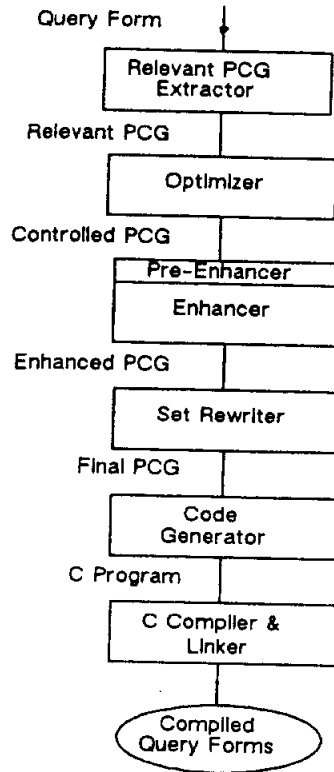 Query Form
Relevant PCG
Extractor
Relevant PCG
Optimizer
Controlled PCG
Pre-Enhancer
Enhancer
Enhanced PCG
Set Rewriter
Final PCG
Code
Generator
C Program
C Compiler &
Linker
Compiled
Query Forms